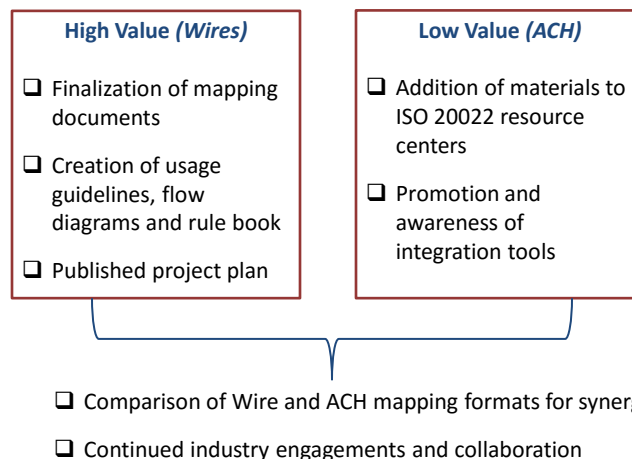 High Value (Wires)
❑ Finalization of mapping
documents
❑ Creation of usage
guidelines, flow
diagrams and rule book
❑ Published project plan
Low Value (ACH)
❑ Addition of materials to
ISO 20022 resource
centers
❑ Promotion and
awareness of
integration tools
❑ Comparison of Wire and ACH mapping formats for
❑ Continued industry engagements and collaboration